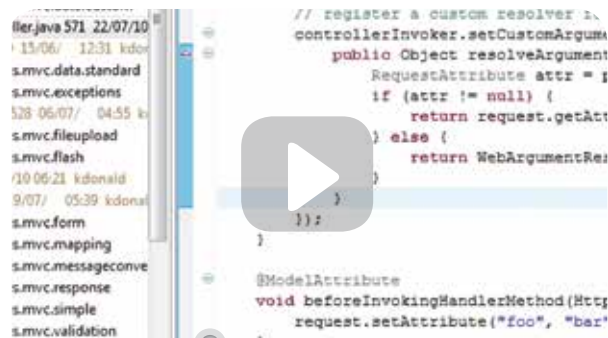 ller.java 571 22/07/10
15/06/ 12:31 kdon
s.mvc.data.standard
s.mvc.exceptions
528 06/07/ 04:55 k
s.mvc.fileupload
s.mvc.flash
/10 06:21 kdonald
9/07/ 05:39 kdona
s.mvc.form
s.mvc.mapping
s.mvc.messageconve
s.mvc.response
s.mvc.simple
s.mvc.validation
// register a custom resolver f
controllerInvoker.setCustomArgume
public Object resolveArgument
RequestAttribute attr = p
if (attr != null) {
return request.getAtt
} else {
return WebArgumentRes
}
}
});
}
@ModelAttribute
void beforeInvokingHandlerMethod(Http
request.setAttribute("foo", "bar"